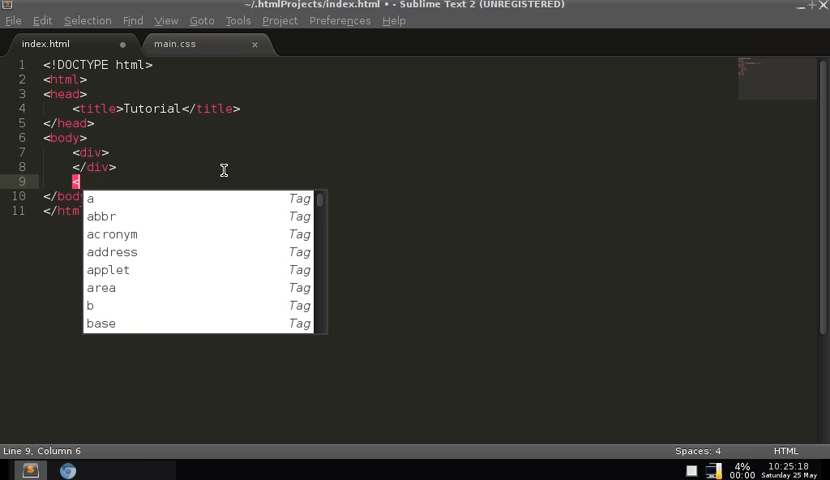 ~/.htmlProjects/index.html • - Sublime Text 2 (UNREGISTERED)
File Edit Selection Find View Goto Tools Project Preferences Help
index.html main.css
1 <!DOCTYPE html>
2 <html>
3 <head>
4 <title>Tutorial</title>
5 </head>
6 <body>
7 <div>
8 </div>
9 <
10 </body
11 </html
a Tag
abbr Tag
acronym Tag
address Tag
applet Tag
area Tag
b Tag
base Tag
Line 9, Column 6 Spaces: 4 HTML
4% 10:25:18
00:00 Saturday 25 May